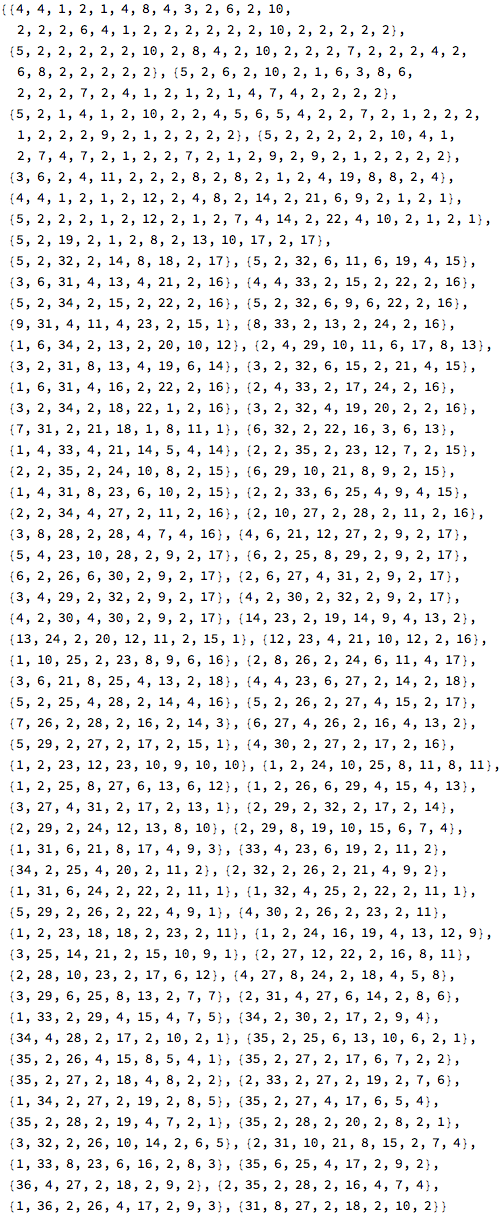 {{4, 4, 1, 2, 1, 4, 8, 4, 3, 2, 6, 2, 10,
2, 2, 2, 6, 4, 1, 2, 2, 2, 2, 2, 2, 10, 2, 2, 2, 2, 2},
{5, 2, 2, 2, 2, 2, 10, 2, 8, 4, 2, 10, 2, 2, 2, 7, 2, 2, 2, 4, 2,
6, 8, 2, 2, 2, 2, 2}, {5, 2, 6, 2, 10, 2, 1, 6, 3, 8, 6,
2, 2, 2, 7, 2, 4, 1, 2, 1, 2, 1, 4, 7, 4, 2, 2, 2, 2},
{5, 2, 1, 4, 1, 2, 10, 2, 2, 4, 5, 6, 5, 4, 2, 2, 7, 2, 1, 2, 2, 2,
1, 2, 2, 2, 9, 2, 1, 2, 2, 2, 2}, {5, 2, 2, 2, 2, 2, 10, 4, 1,
2, 7, 4, 7, 2, 1, 2, 2, 7, 2, 1, 2, 9, 2, 9, 2, 1, 2, 2, 2, 2},
{3, 6, 2, 4, 11, 2, 2, 2, 8, 2, 8, 2, 1, 2, 4, 19, 8, 8, 2, 4},
{4, 4, 1, 2, 1, 2, 12, 2, 4, 8, 2, 14, 2, 21, 6, 9, 2, 1, 2, 1},
{5, 2, 2, 2, 1, 2, 12, 2, 1, 2, 7, 4, 14, 2, 22, 4, 10, 2, 1, 2, 1},
{5, 2, 19, 2, 1, 2, 8, 2, 13, 10, 17, 2, 17},
{5, 2, 32, 2, 14, 8, 18, 2, 17}, {5, 2, 32, 6, 11, 6, 19, 4, 15},
{3, 6, 31, 4, 13, 4, 21, 2, 16}, {4, 4, 33, 2, 15, 2, 22, 2, 16},
{5, 2, 34, 2, 15, 2, 22, 2, 16}, {5, 2, 32, 6, 9, 6, 22, 2, 16},
{9, 31, 4, 11, 4, 23, 2, 15, 1}, {8, 33, 2, 13, 2, 24, 2, 16},
{1, 6, 34, 2, 13, 2, 20, 10, 12}, {2, 4, 29, 10, 11, 6, 17, 8, 13},
{3, 2, 31, 8, 13, 4, 19, 6, 14}, {3, 2, 32, 6, 15, 2, 21, 4, 15},
{1, 6, 31, 4, 16, 2, 22, 2, 16}, {2, 4, 33, 2, 17, 24, 2, 16},
{3, 2, 34, 2, 18, 22, 1, 2, 16}, {3, 2, 32, 4, 19, 20, 2, 2, 16},
{7, 31, 2, 21, 18, 1, 8, 11, 1}, {6, 32, 2, 22, 16, 3, 6, 13},
{1, 4, 33, 4, 21, 14, 5, 4, 14}, {2, 2, 35, 2, 23, 12, 7, 2, 15},
{2, 2, 35, 2, 24, 10, 8, 2, 15}, {6, 29, 10, 21, 8, 9, 2, 15},
{1, 4, 31, 8, 23, 6, 10, 2, 15}, {2, 2, 33, 6, 25, 4, 9, 4, 15},
{2, 2, 34, 4, 27, 2, 11, 2, 16}, {2, 10, 27, 2, 28, 2, 11, 2, 16},
{3, 8, 28, 2, 28, 4, 7, 4, 16}, {4, 6, 21, 12, 27, 2, 9, 2, 17},
{5, 4, 23, 10, 28, 2, 9, 2, 17}, {6, 2, 25, 8, 29, 2, 9, 2, 17},
{6, 2, 26, 6, 30, 2, 9, 2, 17}, {2, 6, 27, 4, 31, 2, 9, 2, 17},
{3, 4, 29, 2, 32, 2, 9, 2, 17}, {4, 2, 30, 2, 32, 2, 9, 2, 17},
{4, 2, 30, 4, 30, 2, 9, 2, 17}, {14, 23, 2, 19, 14, 9, 4, 13, 2},
{13, 24, 2, 20, 12, 11, 2, 15, 1}, {12, 23, 4, 21, 10, 12, 2, 16},
{1, 10, 25, 2, 23, 8, 9, 6, 16}, {2, 8, 26, 2, 24, 6, 11, 4, 17},
{3, 6, 21, 8, 25, 4, 13, 2, 18}, {4, 4, 23, 6, 27, 2, 14, 2, 18},
{5, 2, 25, 4, 28, 2, 14, 4, 16}, {5, 2, 26, 2, 27, 4, 15, 2, 17},
{7, 26, 2, 28, 2, 16, 2, 14, 3}, {6, 27, 4, 26, 2, 16, 4, 13, 2},
{5, 29, 2, 27, 2, 17, 2, 15, 1}, {4, 30, 2, 27, 2, 17, 2, 16},
{1, 2, 23, 12, 23, 10, 9, 10, 10}, {1, 2, 24, 10, 25, 8, 11, 8, 11},
{1, 2, 25, 8, 27, 6, 13, 6, 12}, {1, 2, 26, 6, 29, 4, 15, 4, 13},
{3, 27, 4, 31, 2, 17, 2, 13, 1}, {2, 29, 2, 32, 2, 17, 2, 14},
{2, 29, 2, 24, 12, 13, 8, 10}, {2, 29, 8, 19, 10, 15, 6, 7, 4},
{1, 31, 6, 21, 8, 17, 4, 9, 3}, {33, 4, 23, 6, 19, 2, 11, 2},
{34, 2, 25, 4, 20, 2, 11, 2}, {2, 32, 2, 26, 2, 21, 4, 9, 2},
{1, 31, 6, 24, 2, 22, 2, 11, 1}, {1, 32, 4, 25, 2, 22, 2, 11, 1},
{5, 29, 2, 26, 2, 22, 4, 9, 1}, {4, 30, 2, 26, 2, 23, 2, 11},
{1, 2, 23, 18, 18, 2, 23, 2, 11}, {1, 2, 24, 16, 19, 4, 13, 12, 9},
{3, 25, 14, 21, 2, 15, 10, 9, 1}, {2, 27, 12, 22, 2, 16, 8, 11},
{2, 28, 10, 23, 2, 17, 6, 12}, {4, 27, 8, 24, 2, 18, 4, 5, 8},
{3, 29, 6, 25, 8, 13, 2, 7, 7}, {2, 31, 4, 27, 6, 14, 2, 8, 6},
{1, 33, 2, 29, 4, 15, 4, 7, 5}, {34, 2, 30, 2, 17, 2, 9, 4},
{34, 4, 28, 2, 17, 2, 10, 2, 1}, {35, 2, 25, 6, 13, 10, 6, 2, 1},
{35, 2, 26, 4, 15, 8, 5, 4, 1}, {35, 2, 27, 2, 17, 6, 7, 2, 2},
{35, 2, 27, 2, 18, 4, 8, 2, 2}, {2, 33, 2, 27, 2, 19, 2, 7, 6},
{1, 34, 2, 27, 2, 19, 2, 8, 5}, {35, 2, 27, 4, 17, 6, 5, 4},
{35, 2, 28, 2, 19, 4, 7, 2, 1}, {35, 2, 28, 2, 20, 2, 8, 2, 1},
{3, 32, 2, 26, 10, 14, 2, 6, 5}, {2, 31, 10, 21, 8, 15, 2, 7, 4},
{1, 33, 8, 23, 6, 16, 2, 8, 3}, {35, 6, 25, 4, 17, 2, 9, 2},
{36, 4, 27, 2, 18, 2, 9, 2}, {2, 35, 2, 28, 2, 16, 4, 7, 4},
{1, 36, 2, 26, 4, 17, 2, 9, 3}, {31, 8, 27, 2, 18, 2, 10, 2}}